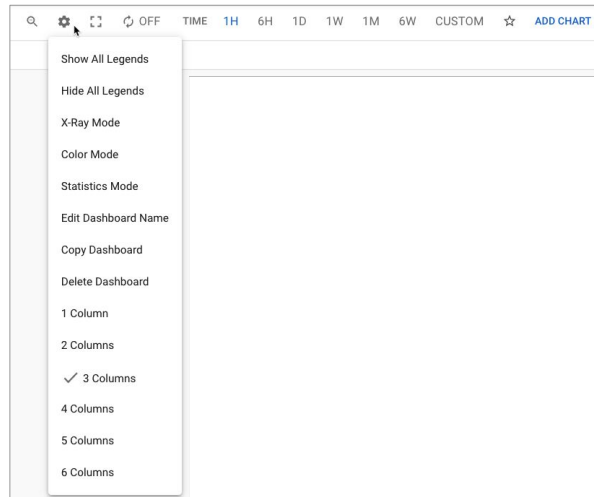 OFF TIME 1H 6H 1D 1W 1M 6W CUSTOM ADD CHART
Show All Legends
Hide All Legends
X-Ray Mode
Color Mode
Statistics Mode
Edit Dashboard Name
Copy Dashboard
Delete Dashboard
1 Column
2 Columns
3 Columns
4 Columns
5 Columns
6 Columns